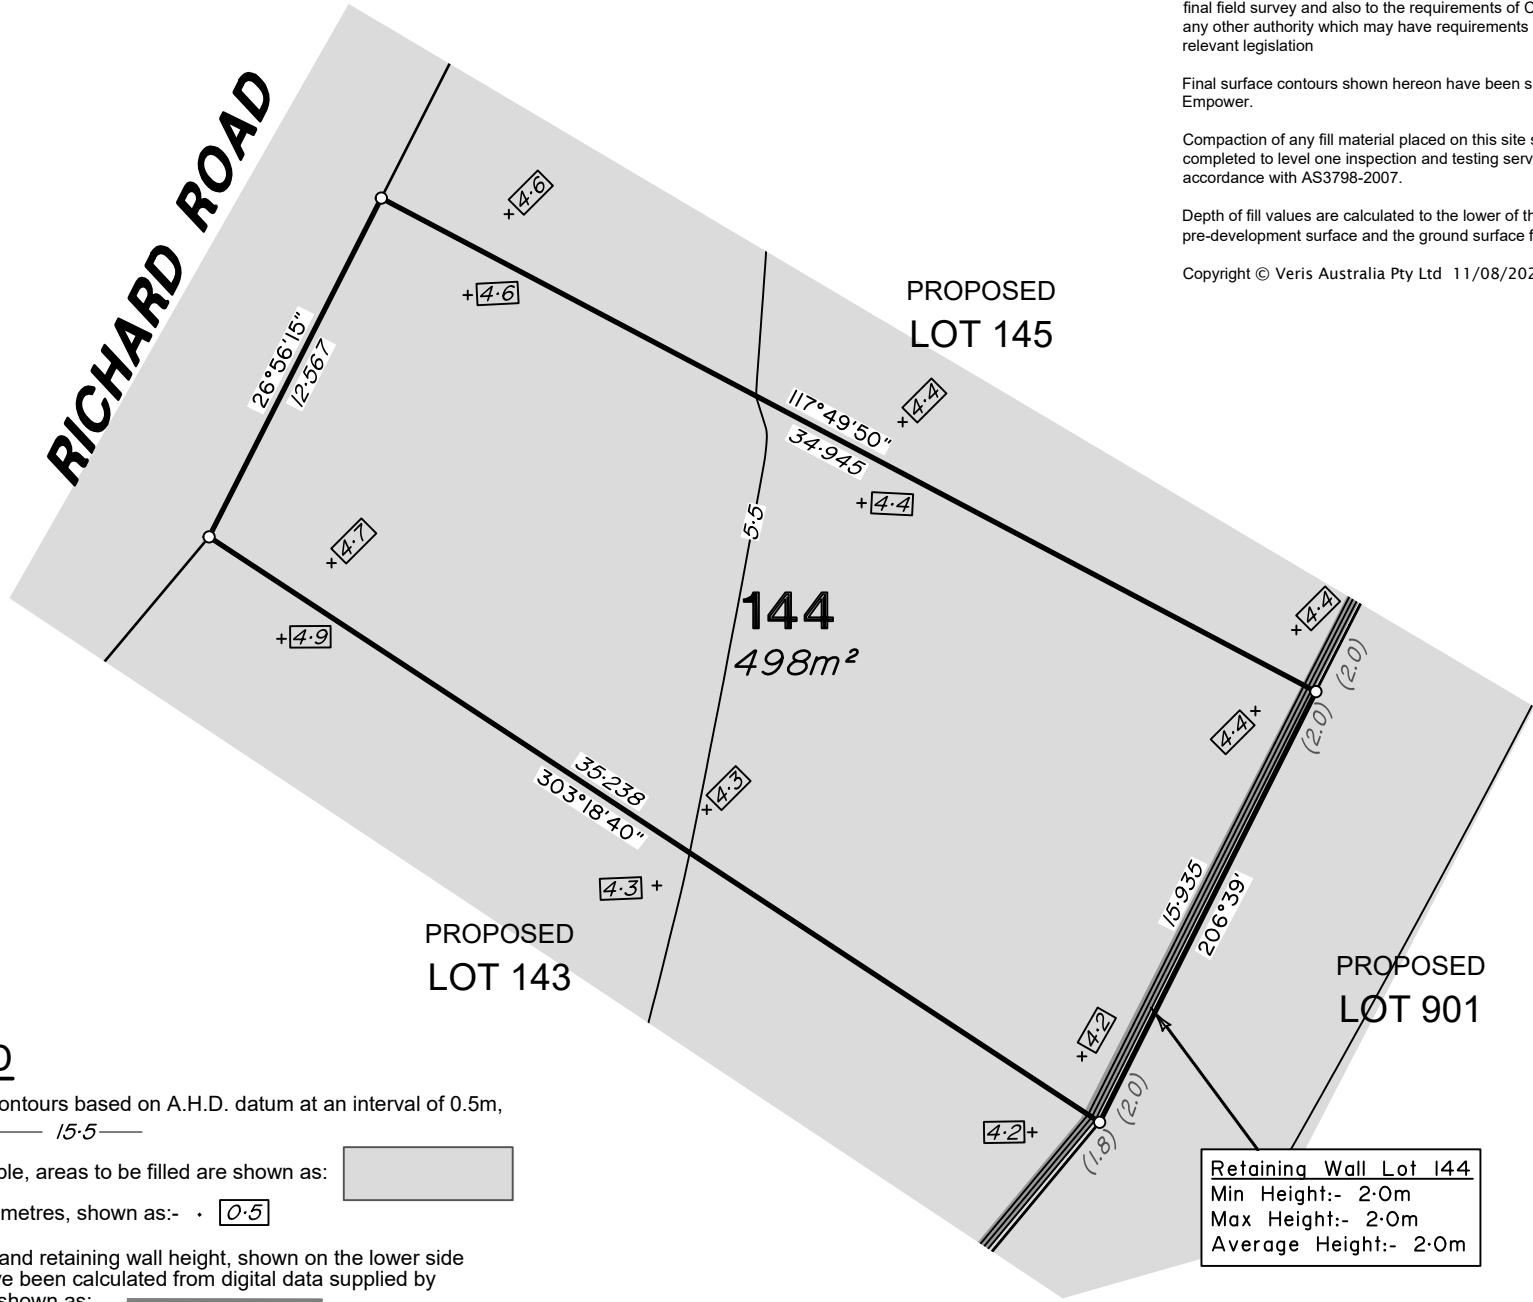 final field survey and also to the requirements of C
any other authority which may have requirements
relevant legislation
Final surface contours shown hereon have been s
Empower.
Compaction of any fill material placed on this site s
completed to level one inspection and testing serv
accordance with AS3798-2007.
Depth of fill values are calculated to the lower of th
pre-development surface and the ground surface f
Copyright © Veris Australia Pty Ltd 11/08/202
RICHARD ROAD
4·6
4·6
PROPOSED
LOT 145
26°56'15"
12·567
4·4
117°49'50"
34·945
4·4
5·5
4·7
4·9
144
498m²
4·4
(2.0)
4·4
(2.0)
35·238
303°18'40"
4·3
4·3
PROPOSED
LOT 143
15·935
206°39'
PROPOSED
LOT 901
4·2
4·2
(2.0)
(1.8)
Retaining Wall Lot 144
Min Height:- 2·0m
Max Height:- 2·0m
Average Height:- 2·0m
D
ontours based on A.H.D. datum at an interval of 0.5m,
15·5
ple, areas to be filled are shown as:
metres, shown as:- · 0·5
and retaining wall height, shown on the lower side
ve been calculated from digital data supplied by
shown as: